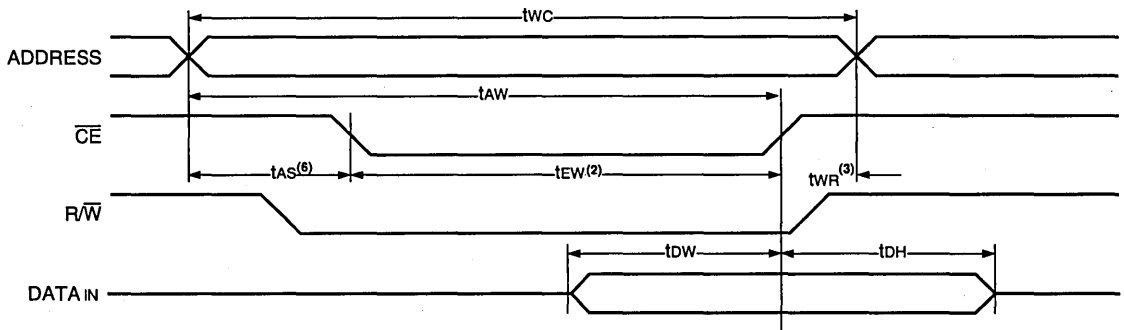 tWC
ADDRESS
tAW
CE
tAS(6) tEW(2) tWR(3)
R/W
tDW tDH
DATA IN